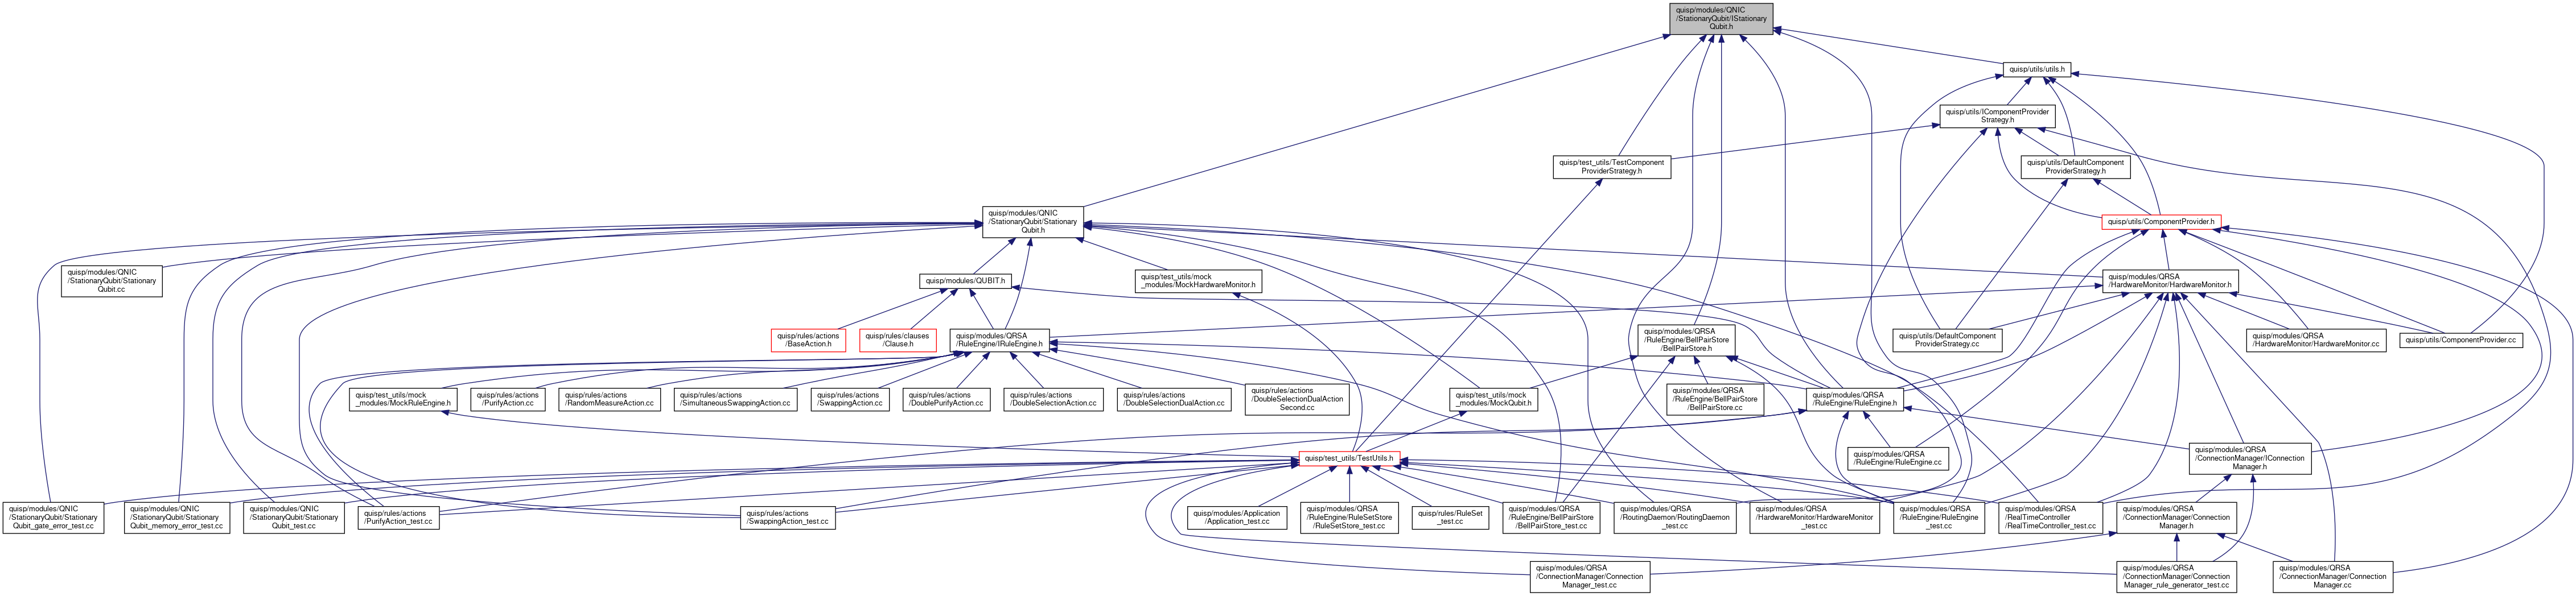 quisp/modules/QNIC
/StationaryQubit/IStationary
Qubit.h
quisp/utils/utils.h
quisp/utils/IComponentProvider
Strategy.h
quisp/test_utils/TestComponent
ProviderStrategy.h
quisp/utils/DefaultComponent
ProviderStrategy.h
quisp/modules/QNIC
/StationaryQubit/Stationary
Qubit.h
quisp/utils/ComponentProvider.h
quisp/modules/QNIC
/StationaryQubit/Stationary
Qubit.cc
quisp/modules/QUBIT.h
quisp/test_utils/mock
_modules/MockHardwareMonitor.h
quisp/modules/QRSA
/HardwareMonitor/HardwareMonitor.h
quisp/rules/actions
/BaseAction.h
quisp/rules/clauses
/Clause.h
quisp/modules/QRSA
/RuleEngine/IRuleEngine.h
quisp/modules/QRSA
/RuleEngine/BellPairStore
/BellPairStore.h
quisp/utils/DefaultComponent
ProviderStrategy.cc
quisp/modules/QRSA
/HardwareMonitor/HardwareMonitor.cc
quisp/utils/ComponentProvider.cc
quisp/test_utils/mock
_modules/MockRuleEngine.h
quisp/rules/actions
/PurifyAction.cc
quisp/rules/actions
/RandomMeasureAction.cc
quisp/rules/actions
/SimultaneousSwappingAction.cc
quisp/rules/actions
/SwappingAction.cc
quisp/rules/actions
/DoublePurifyAction.cc
quisp/rules/actions
/DoubleSelectionAction.cc
quisp/rules/actions
/DoubleSelectionDualAction.cc
quisp/rules/actions
/DoubleSelectionDualAction
Second.cc
quisp/test_utils/mock
_modules/MockQubit.h
quisp/modules/QRSA
/RuleEngine/BellPairStore
/BellPairStore.cc
quisp/modules/QRSA
/RuleEngine/RuleEngine.h
quisp/test_utils/TestUtils.h
quisp/modules/QRSA
/RuleEngine/RuleEngine.cc
quisp/modules/QRSA
/ConnectionManager/IConnection
Manager.h
quisp/modules/QNIC
/StationaryQubit/Stationary
Qubit_gate_error_test.cc
quisp/modules/QNIC
/StationaryQubit/Stationary
Qubit_memory_error_test.cc
quisp/modules/QNIC
/StationaryQubit/Stationary
Qubit_test.cc
quisp/rules/actions
/PurifyAction_test.cc
quisp/rules/actions
/SwappingAction_test.cc
quisp/modules/Application
/Application_test.cc
quisp/modules/QRSA
/RuleEngine/RuleSetStore
/RuleSetStore_test.cc
quisp/rules/RuleSet
_test.cc
quisp/modules/QRSA
/RuleEngine/BellPairStore
/BellPairStore_test.cc
quisp/modules/QRSA
/RoutingDaemon/RoutingDaemon
_test.cc
quisp/modules/QRSA
/HardwareMonitor/HardwareMonitor
_test.cc
quisp/modules/QRSA
/RuleEngine/RuleEngine
_test.cc
quisp/modules/QRSA
/RealTimeController
/RealTimeController_test.cc
quisp/modules/QRSA
/ConnectionManager/Connection
Manager.h
quisp/modules/QRSA
/ConnectionManager/Connection
Manager_test.cc
quisp/modules/QRSA
/ConnectionManager/Connection
Manager_rule_generator_test.cc
quisp/modules/QRSA
/ConnectionManager/Connection
Manager.cc